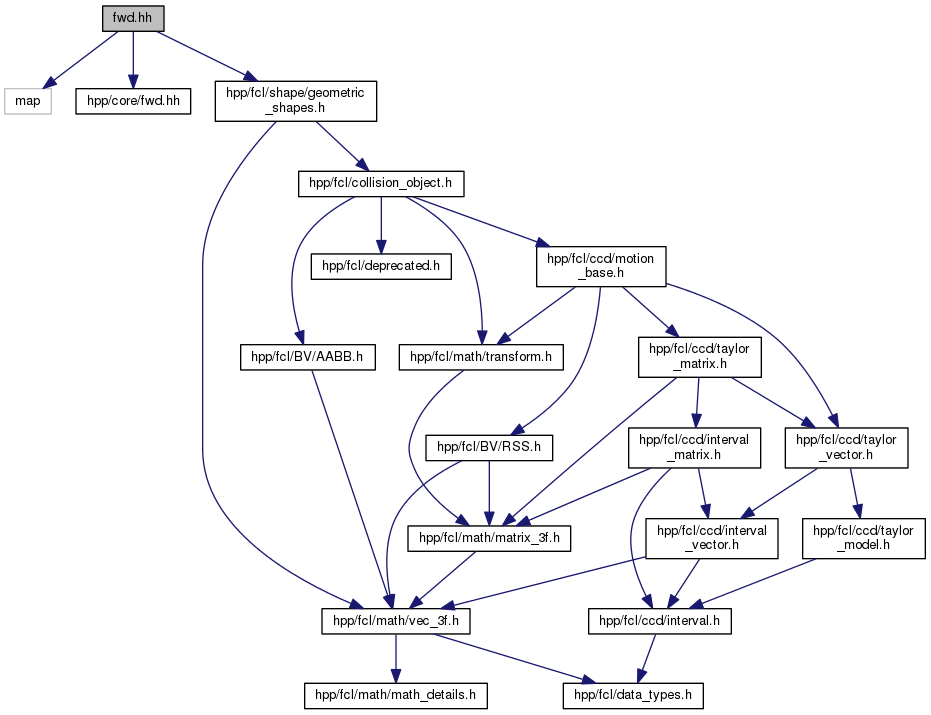 fwd.hh
map
hpp/core/fwd.hh
hpp/fcl/shape/geometric
_shapes.h
hpp/fcl/collision_object.h
hpp/fcl/deprecated.h
hpp/fcl/ccd/motion
_base.h
hpp/fcl/BV/AABB.h
hpp/fcl/math/transform.h
hpp/fcl/ccd/taylor
_matrix.h
hpp/fcl/BV/RSS.h
hpp/fcl/ccd/interval
_matrix.h
hpp/fcl/ccd/taylor
_vector.h
hpp/fcl/math/matrix_3f.h
hpp/fcl/ccd/interval
_vector.h
hpp/fcl/ccd/taylor
_model.h
hpp/fcl/math/vec_3f.h
hpp/fcl/ccd/interval.h
hpp/fcl/math/math_details.h
hpp/fcl/data_types.h